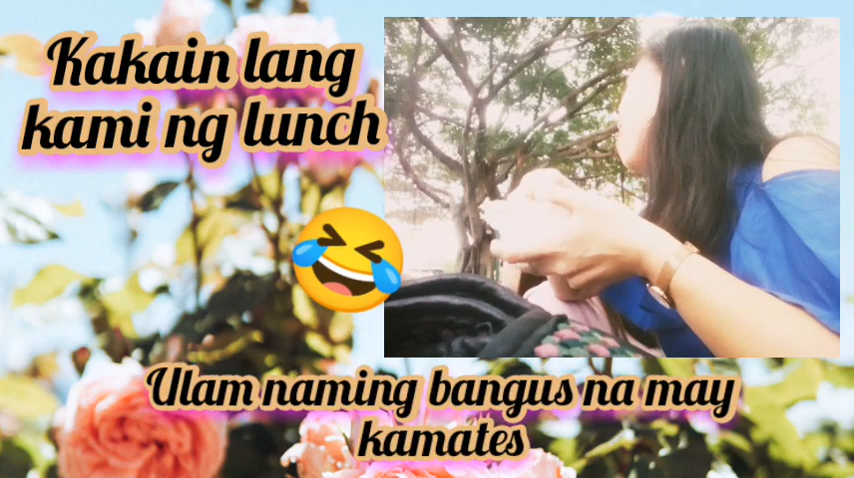 Kakain lang
kami ng lunch
Ulam naming bangus na may
kamates